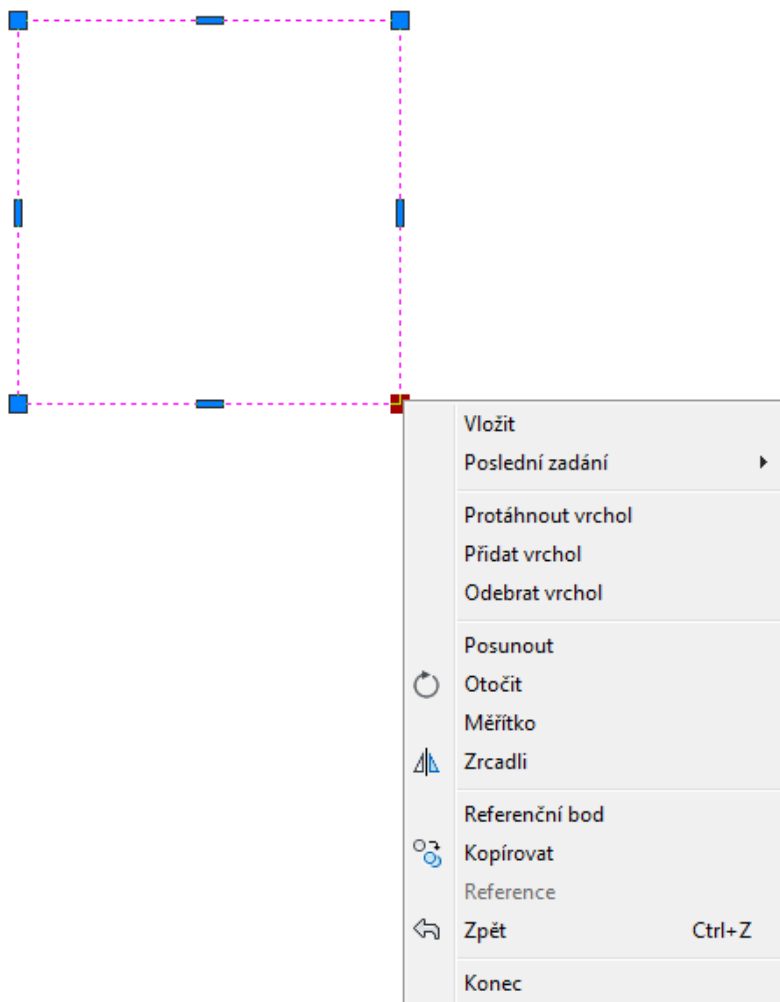 Vložit
Poslední zadání
Protáhnout vrchol
Přidat vrchol
Odebrat vrchol
Posunout
Otočit
Měřítko
Zrcadli
Referenční bod
Kopírovat
Reference
Zpět Ctrl+Z
Konec